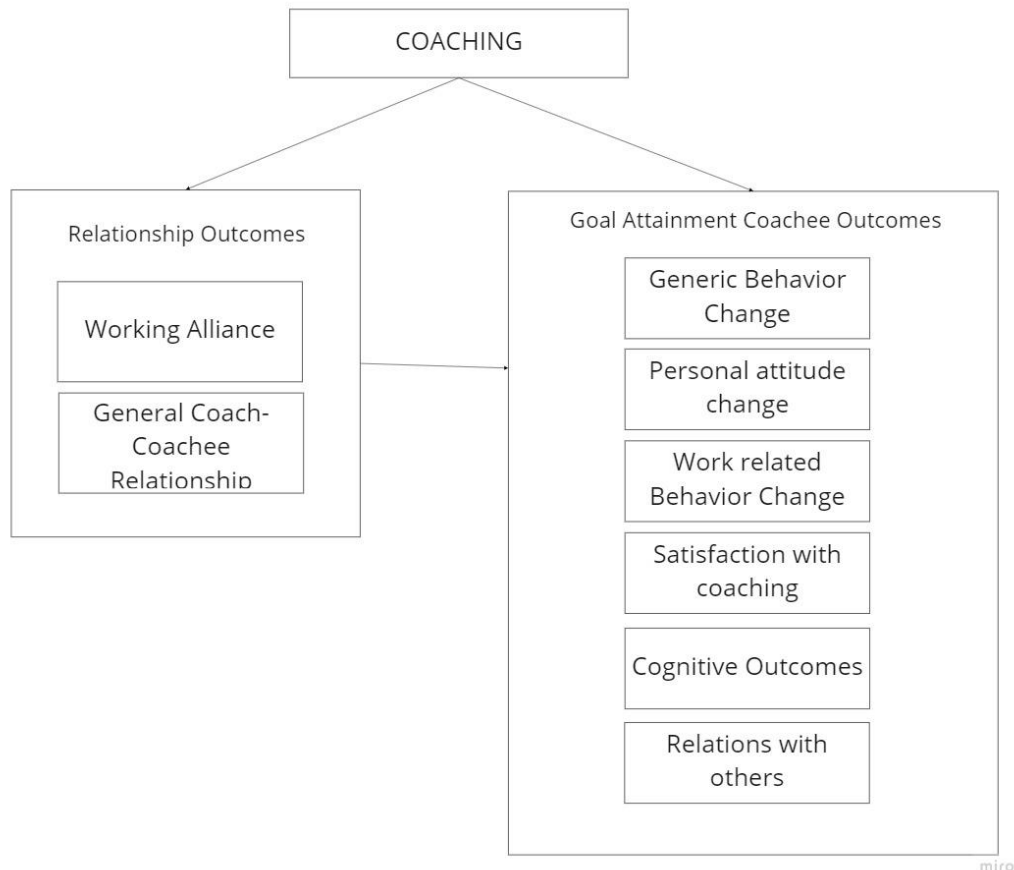 COACHING
Relationship Outcomes
Working Alliance
General Coach-
Coachee
Relationship
Goal Attainment Coachee Outcomes
Generic Behavior
Change
Personal attitude
change
Work related
Behavior Change
Satisfaction with
coaching
Cognitive Outcomes
Relations with
others
miro